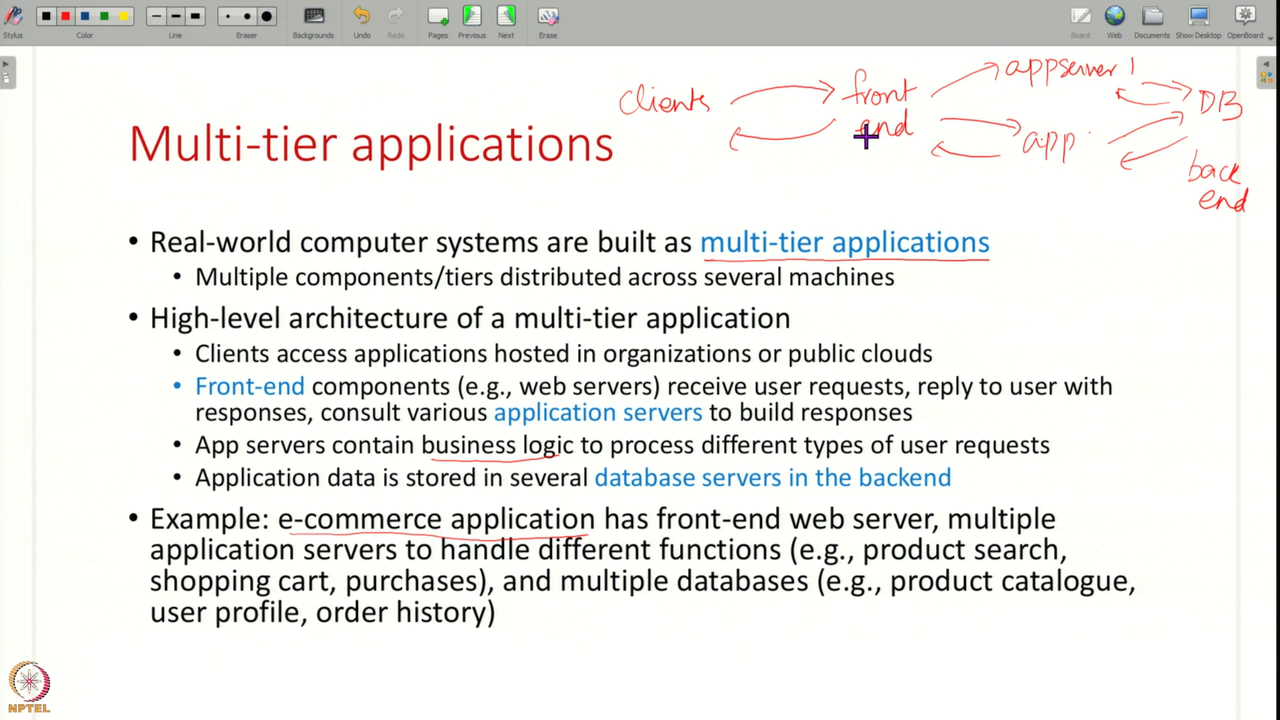 Stylus
Color
Line
Eraser
Backgrounds
Undo
Redo
Pages
Previous
Next
Erase
Board
Web
Documents
Show Desktop
OpenBoard
clients
front
end
appserver 1
app
DB
back
end
Multi-tier applications
• Real-world computer systems are built as multi-tier applications
• Multiple components/tiers distributed across several machines
• High-level architecture of a multi-tier application
• Clients access applications hosted in organizations or public clouds
• Front-end components (e.g., web servers) receive user requests, reply to user with
responses, consult various application servers to build responses
• App servers contain business logic to process different types of user requests
• Application data is stored in several database servers in the backend
• Example: e-commerce application has front-end web server, multiple
application servers to handle different functions (e.g., product search,
shopping cart, purchases), and multiple databases (e.g., product catalogue,
user profile, order history)
NPTEL